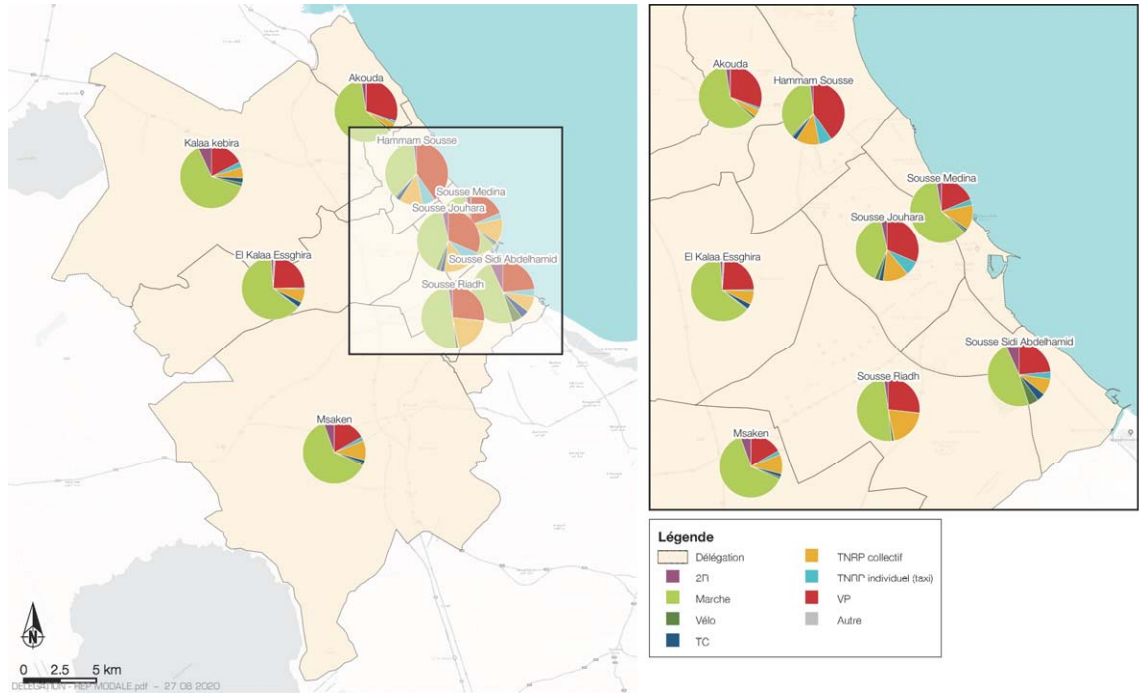 Akouda
Kalaa kebira
Hammam Sousse
Sousse Medina
Sousse Jouhara
El Kalaa Essghira
Sousse Sidi Abdelhamid
Sousse Riadh
Msaken
N
0 2.5 5 km
DELEGATION - REP MODALE.pdf - 27 08 2020
Akouda
Hammam Sousse
Sousse Medina
Sousse Jouhara
El Kalaa Essghira
Sousse Sidi Abdelhamid
Sousse Riadh
Msaken
Légende
Délégation
2R
Marche
Vélo
TC
TNRP collectif
TNRP individuel (taxi)
VP
Autre